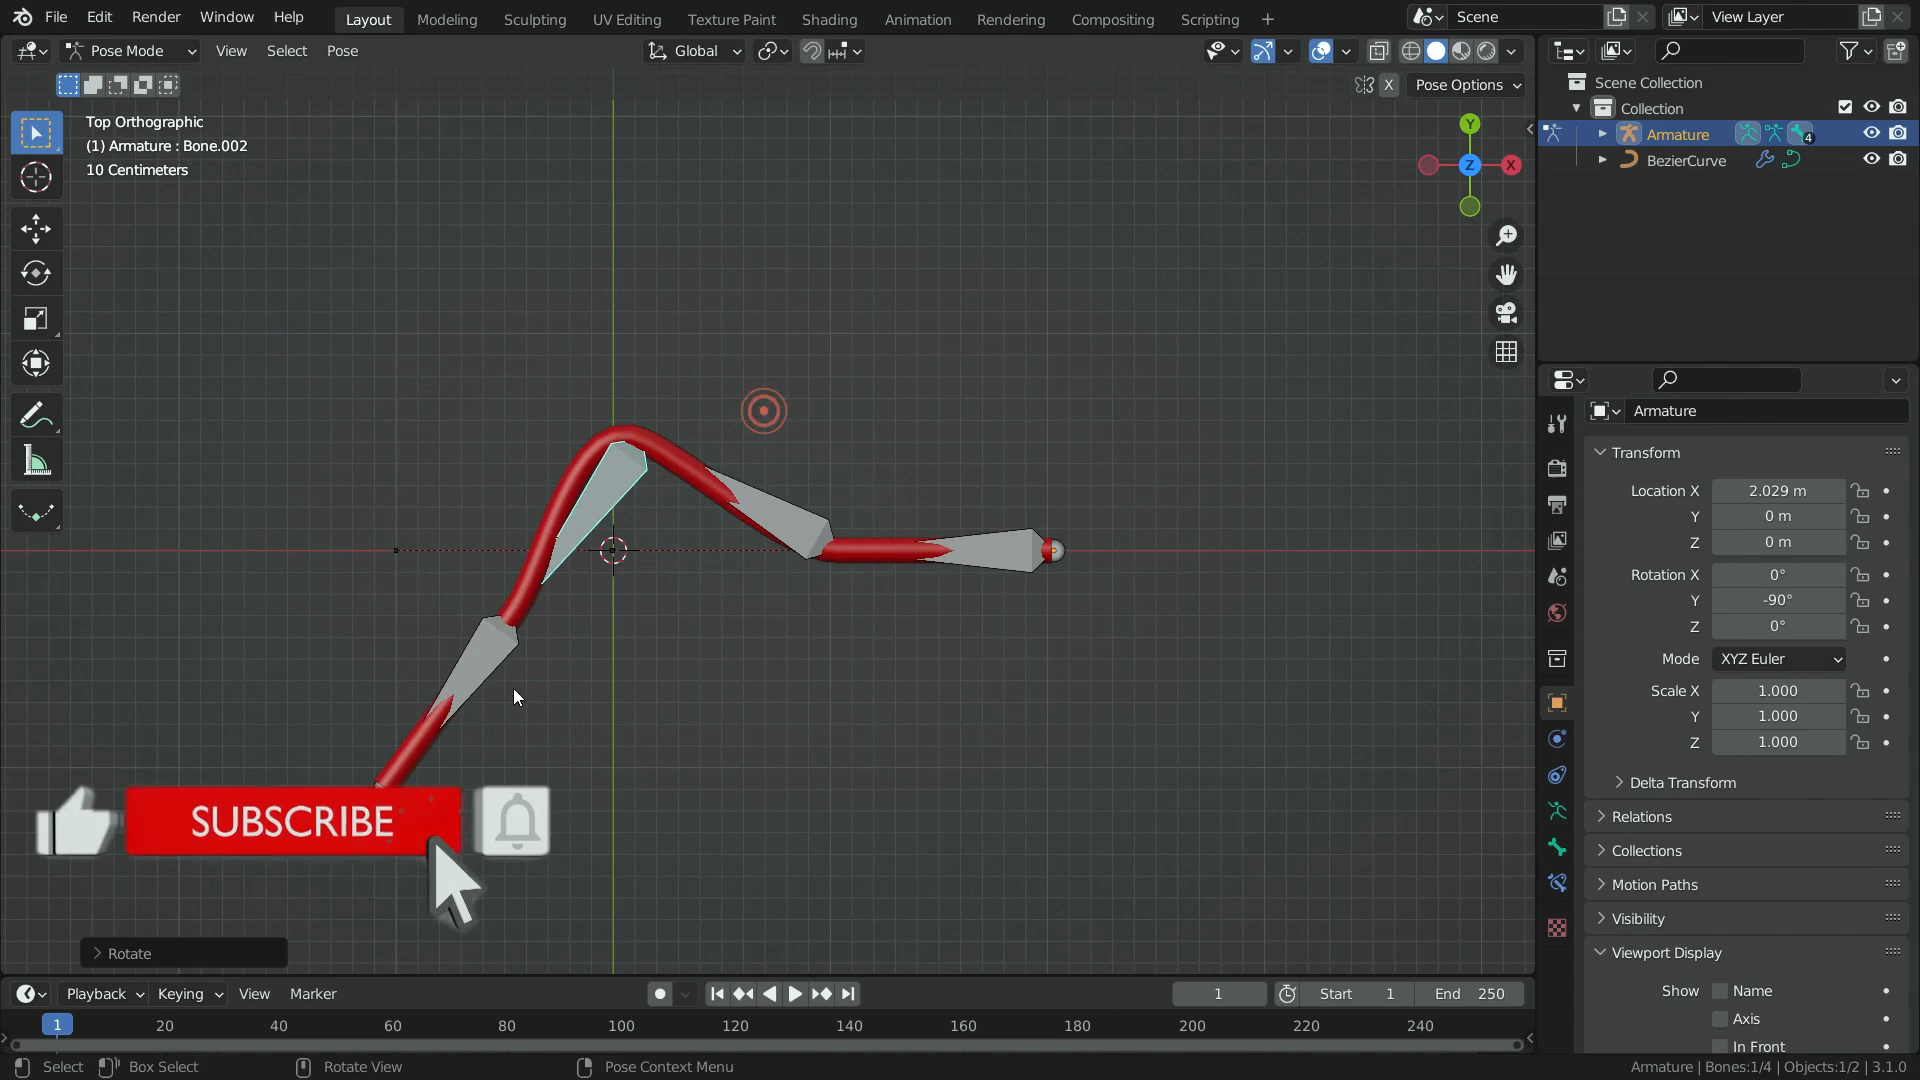 File Edit Render Window Help Layout Modeling Sculpting UV Editing Texture Paint Shading Animation Rendering Compositing Scripting + Scene View Layer
Pose Mode View Select Pose Global
X Pose Options
Top Orthographic
(1) Armature : Bone.002
10 Centimeters
Y
Z
X
SUBSCRIBE
Rotate
Scene Collection
Collection
Armature 4
BezierCurve
Armature
Transform
Location X 2.029 m
Y 0 m
Z 0 m
Rotation X 0°
Y -90°
Z 0°
Mode XYZ Euler
Scale X 1.000
Y 1.000
Z 1.000
Delta Transform
Relations
Collections
Motion Paths
Visibility
Viewport Display
Show Name
Axis
In Front
Playback Keying View Marker 1 Start 1 End 250
1 20 40 60 80 100 120 140 160 180 200 220 240
Select Box Select Rotate View Pose Context Menu Armature | Bones:1/4 | Objects:1/2 | 3.1.0